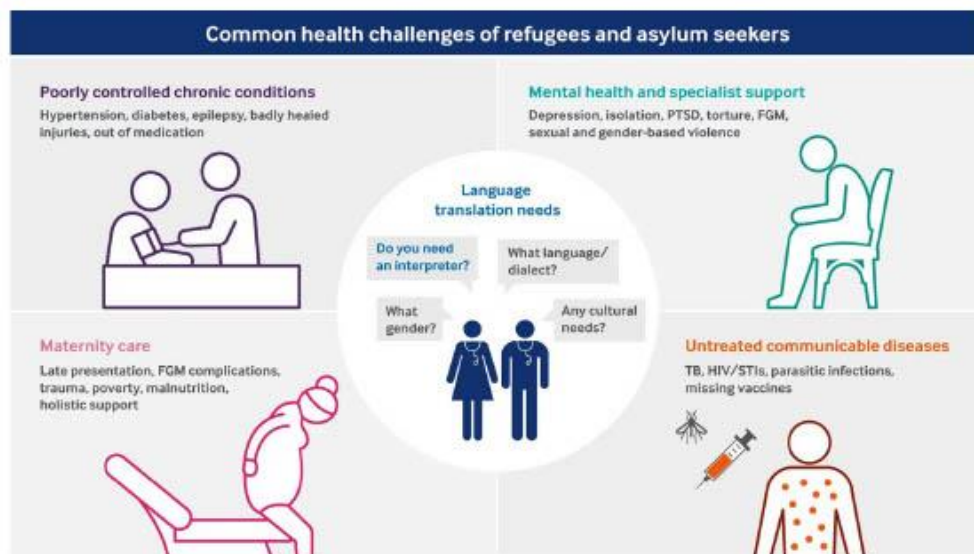 Common health challenges of refugees and asylum seekers
Poorly controlled chronic conditions
Hypertension, diabetes, epilepsy, badly healed
injuries, out of medication
Mental health and specialist support
Depression, isolation, PTSD, torture, FGM,
sexual and gender-based violence
Language
translation needs
Do you need
an interpreter?
What language/
dialect?
What
gender?
Any cultural
needs?
Maternity care
Late presentation, FGM complications,
trauma, poverty, malnutrition,
holistic support
Untreated communicable diseases
TB, HIV/STIs, parasitic infections,
missing vaccines